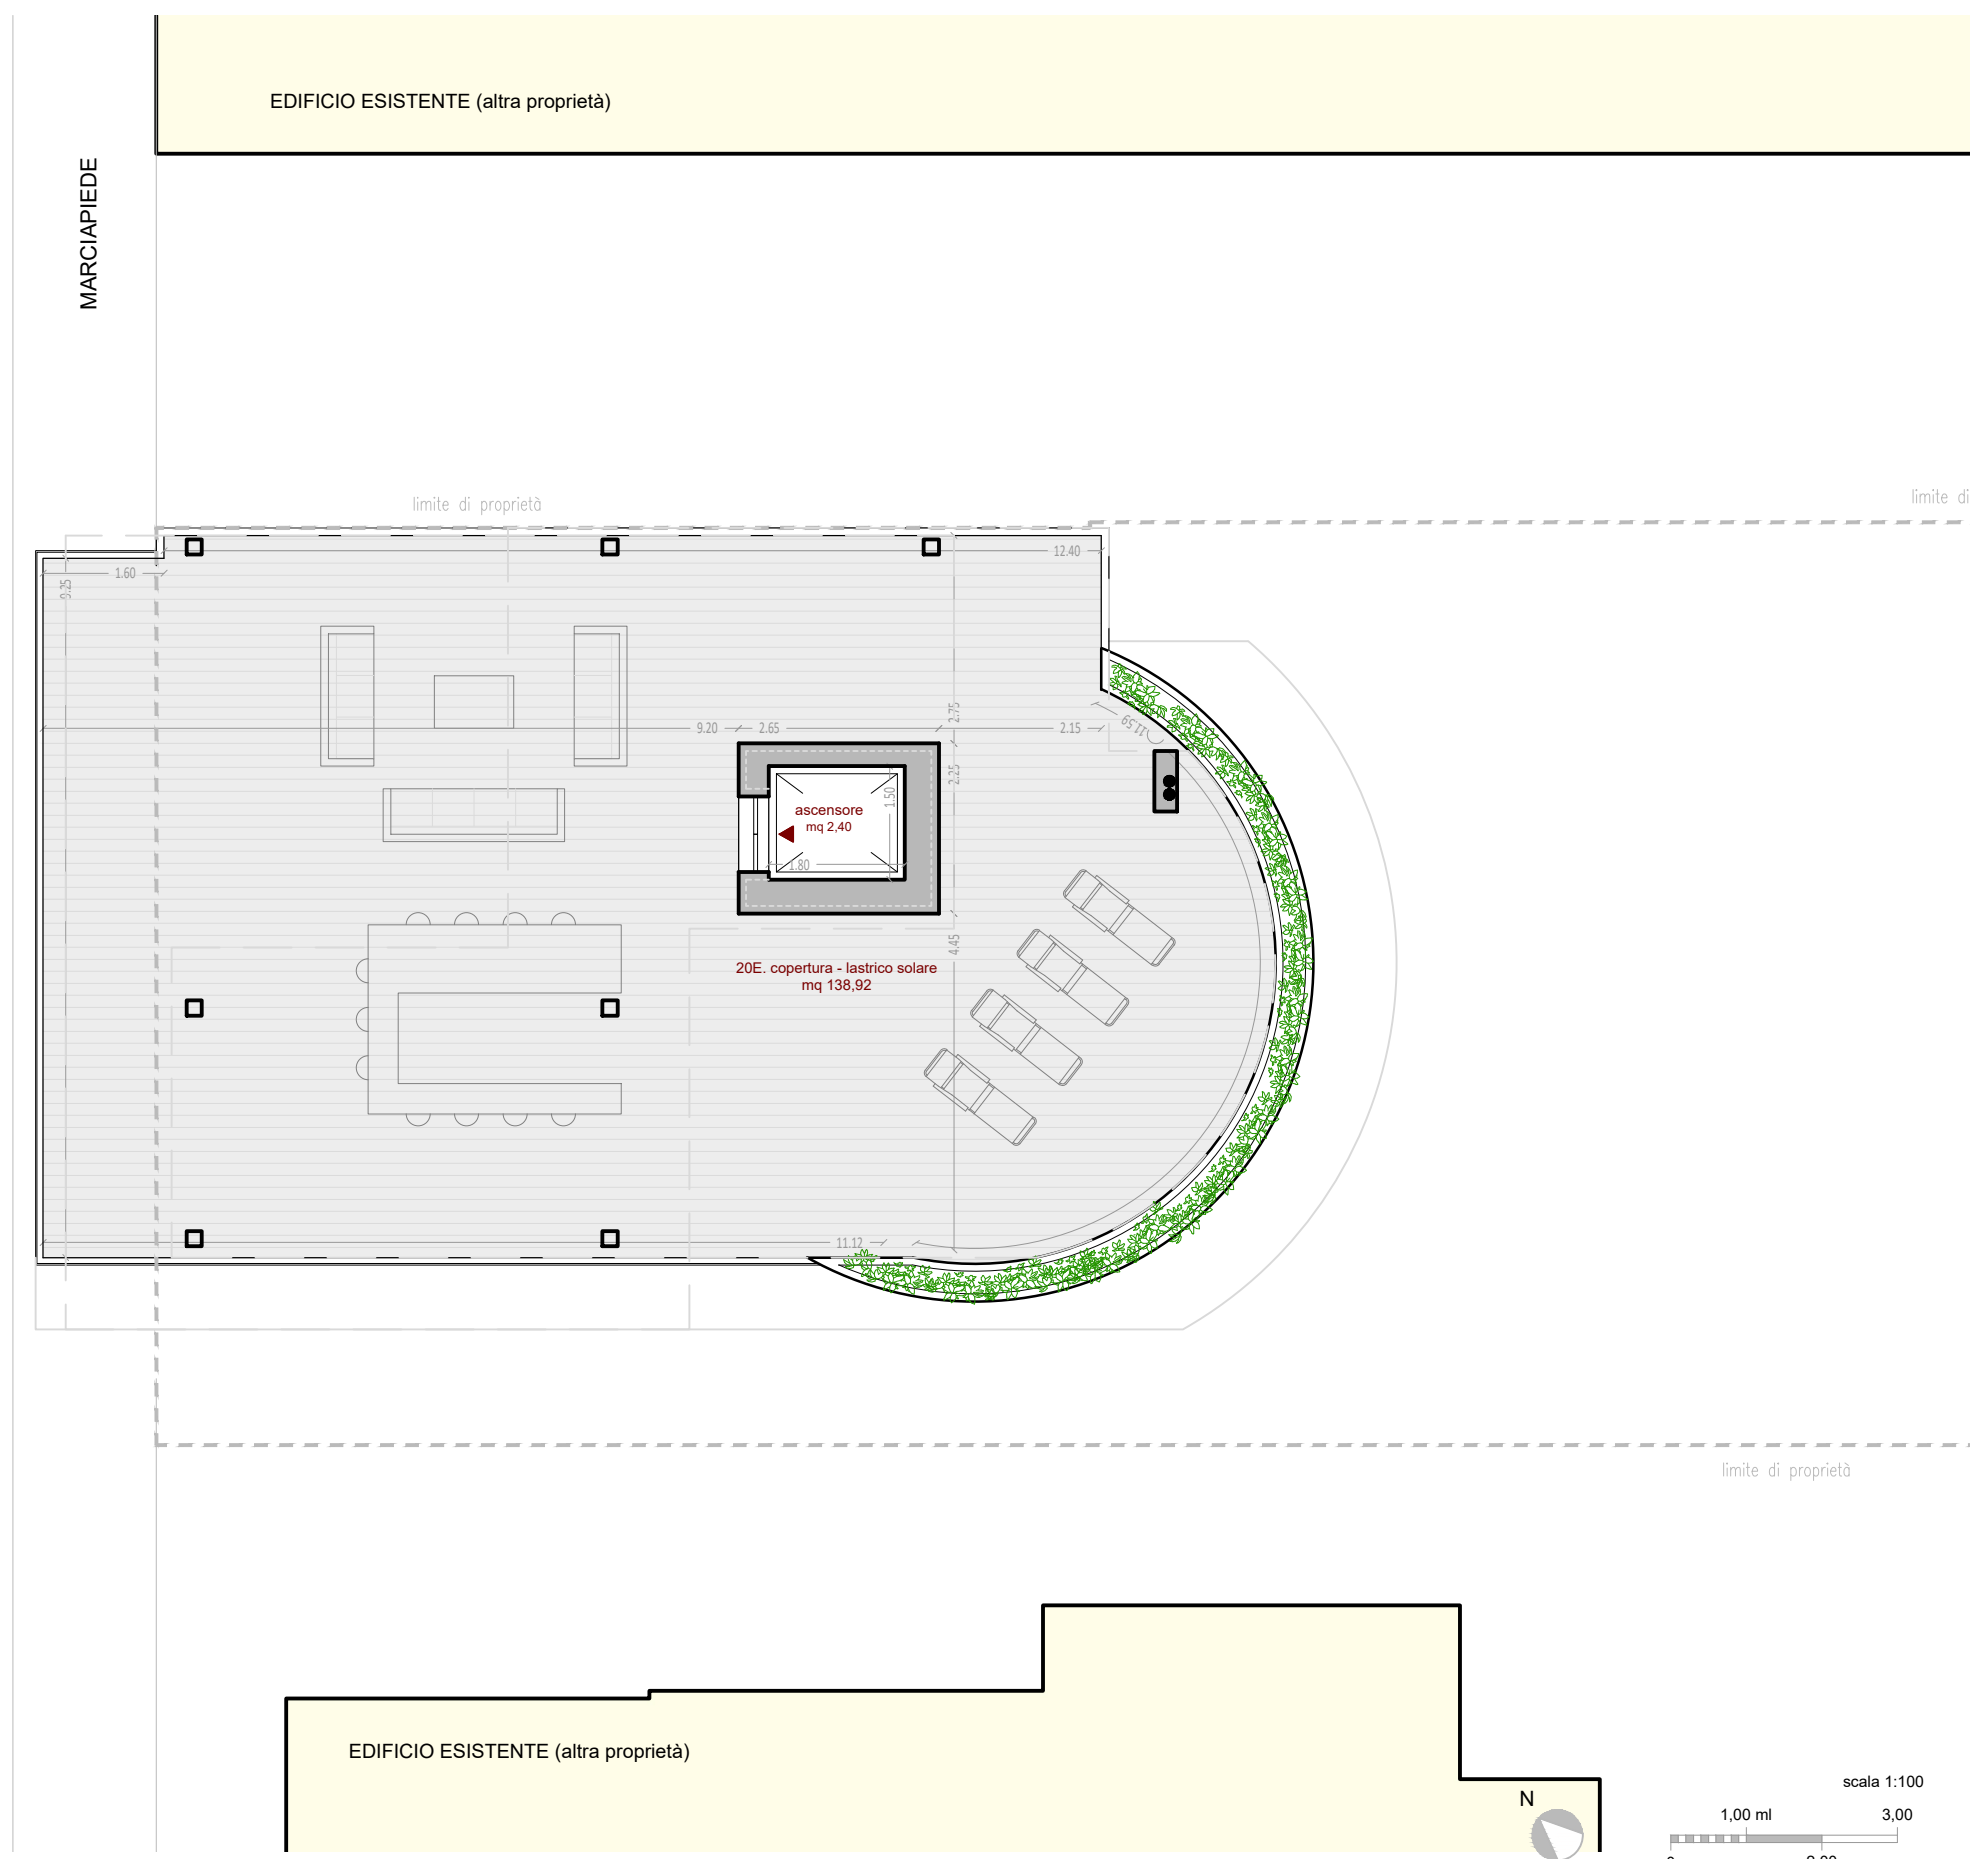 EDIFICIO ESISTENTE (altra proprietà)
MARCIAPIEDE
limite di
limite di proprietà
12.40
1.60
9.25
9.20
2.65
2.75
2.15
11.59
2.25
1.50
ascensore
mq 2,40
1.80
4.45
20E. copertura - lastrico solare
mq 138,92
11.12
limite di proprietà
EDIFICIO ESISTENTE (altra proprietà)
scala 1:100
N
1,00 ml
3,00